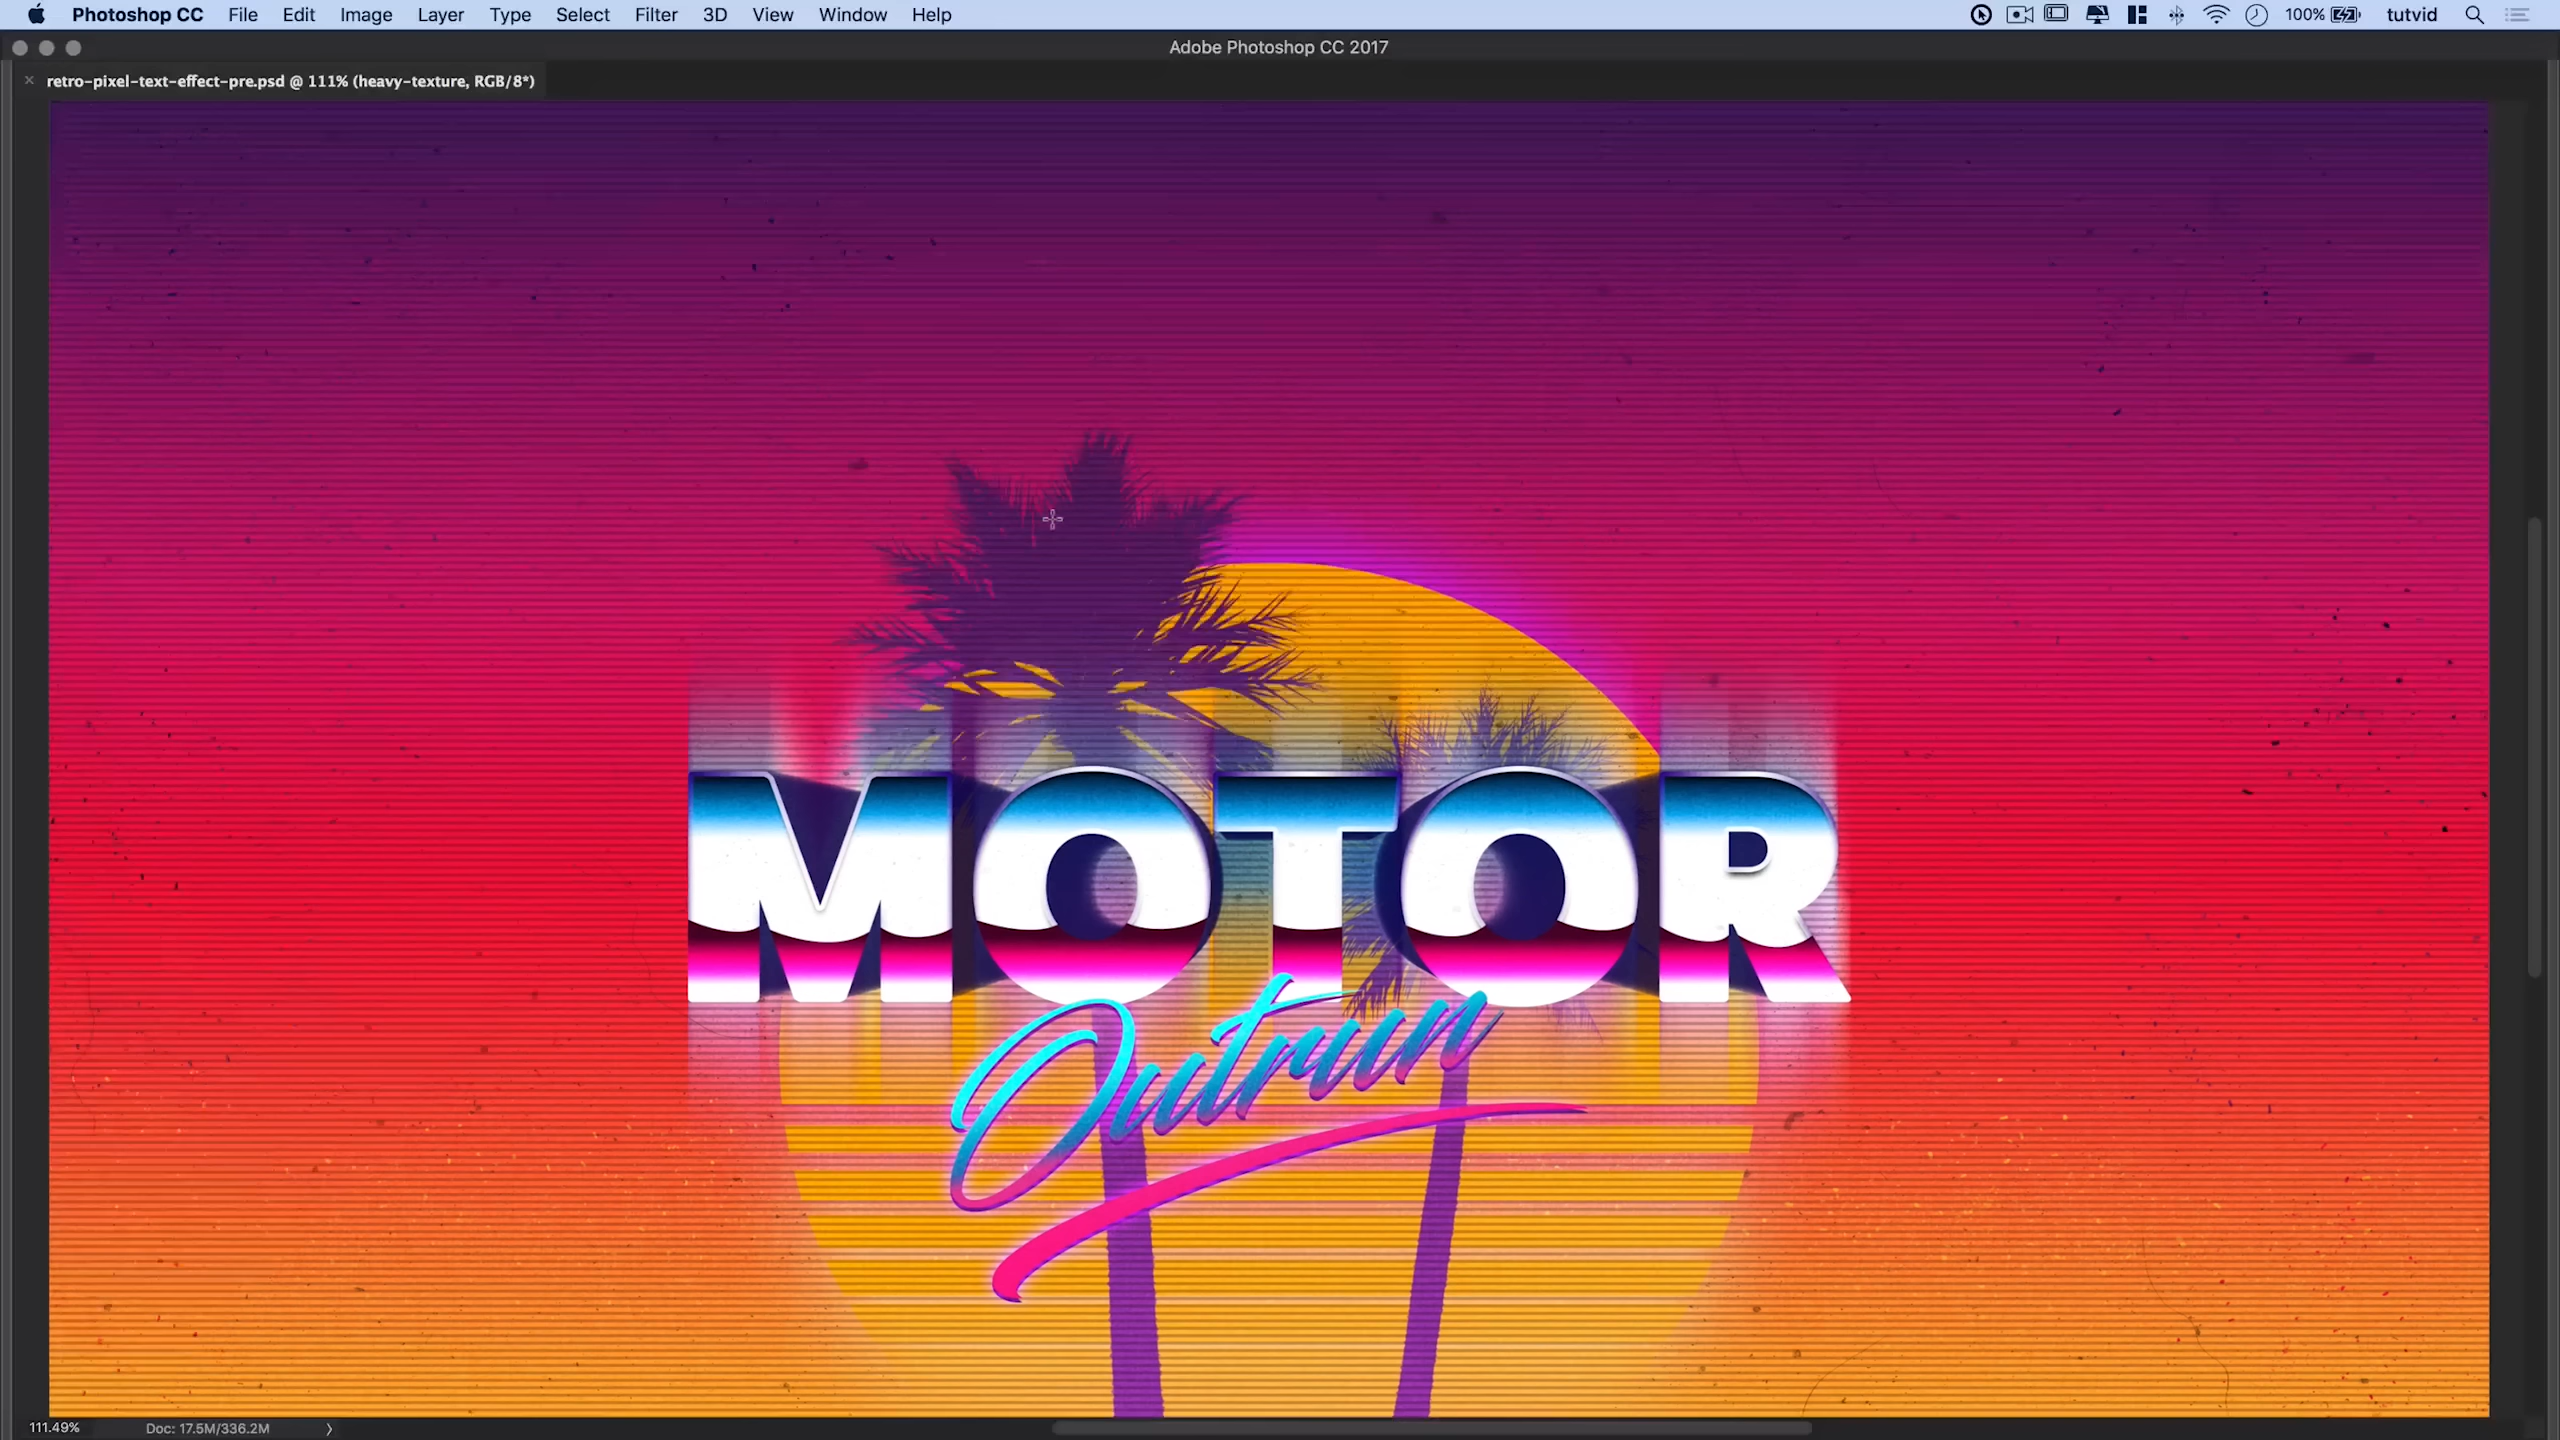 Photoshop CC File Edit Image Layer Type Select Filter 3D View Window Help 100% tutvid
Adobe Photoshop CC 2017
× retro-pixel-text-effect-pre.psd @ 111% (heavy-texture, RGB/8*)
MOTOR
Outrun
111.49% Doc: 17.5M/336.2M